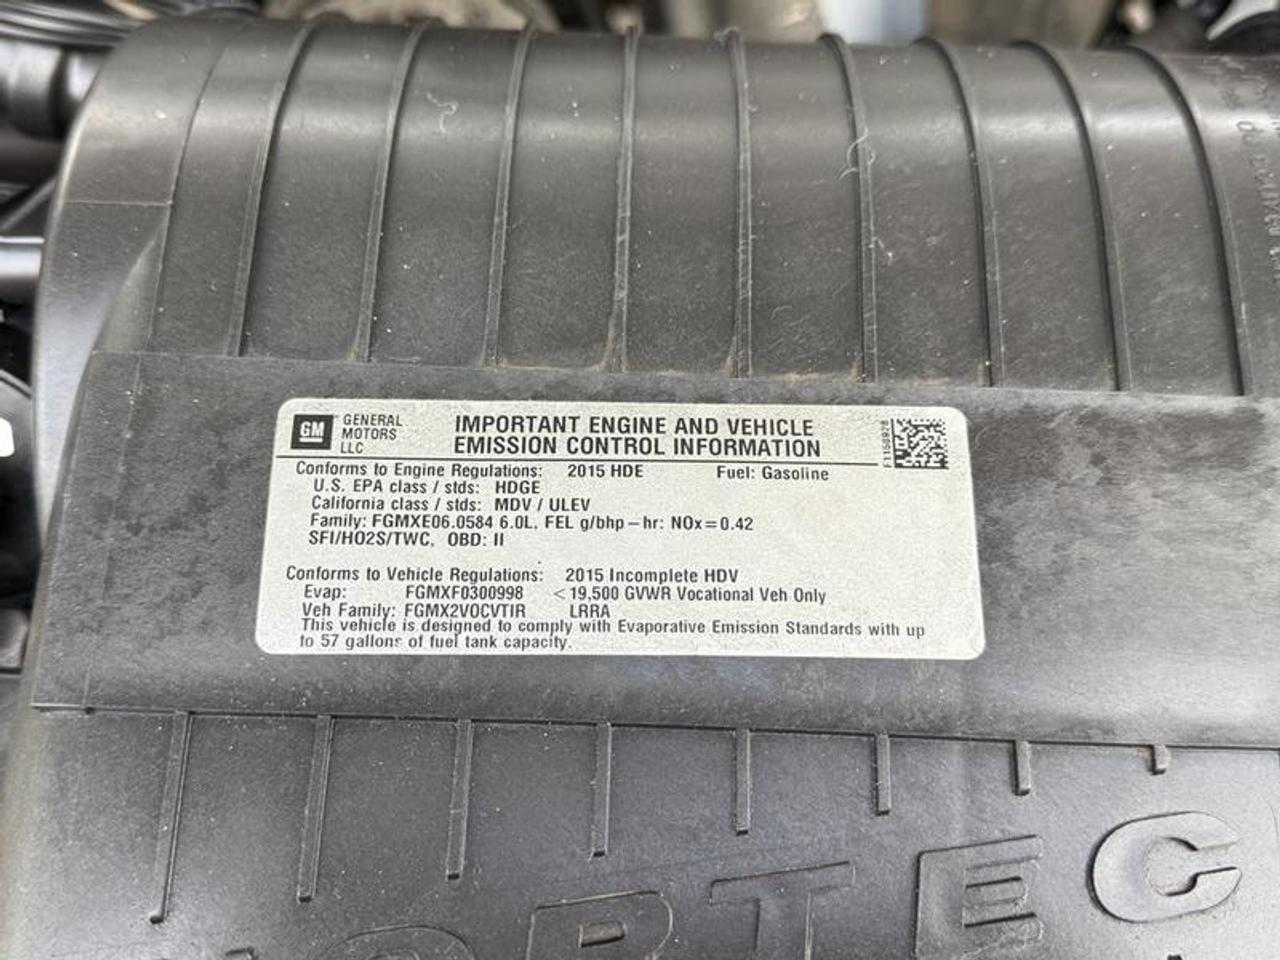 GM
GENERAL
MOTORS
LLC
IMPORTANT ENGINE AND VEHICLE
EMISSION CONTROL INFORMATION
Conforms to Engine Regulations: 2015 HDE Fuel: Gasoline
U.S. EPA class / stds: HDGE
California class / stds: MDV / ULEV
Family: FGMXE06.0584 6.0L, FEL g/bhp-hr: NOx=0.42
SFI/HO2S/TWC, OBD: II
Conforms to Vehicle Regulations: 2015 Incomplete HDV
Evap: FGMXF0300998 <19,500 GVWR Vocational Veh Only
Veh Family: FGMX2VOCVTIR LRRA
This vehicle is designed to comply with Evaporative Emission Standards with up
to 57 gallons of fuel tank capacity.
ORTEC